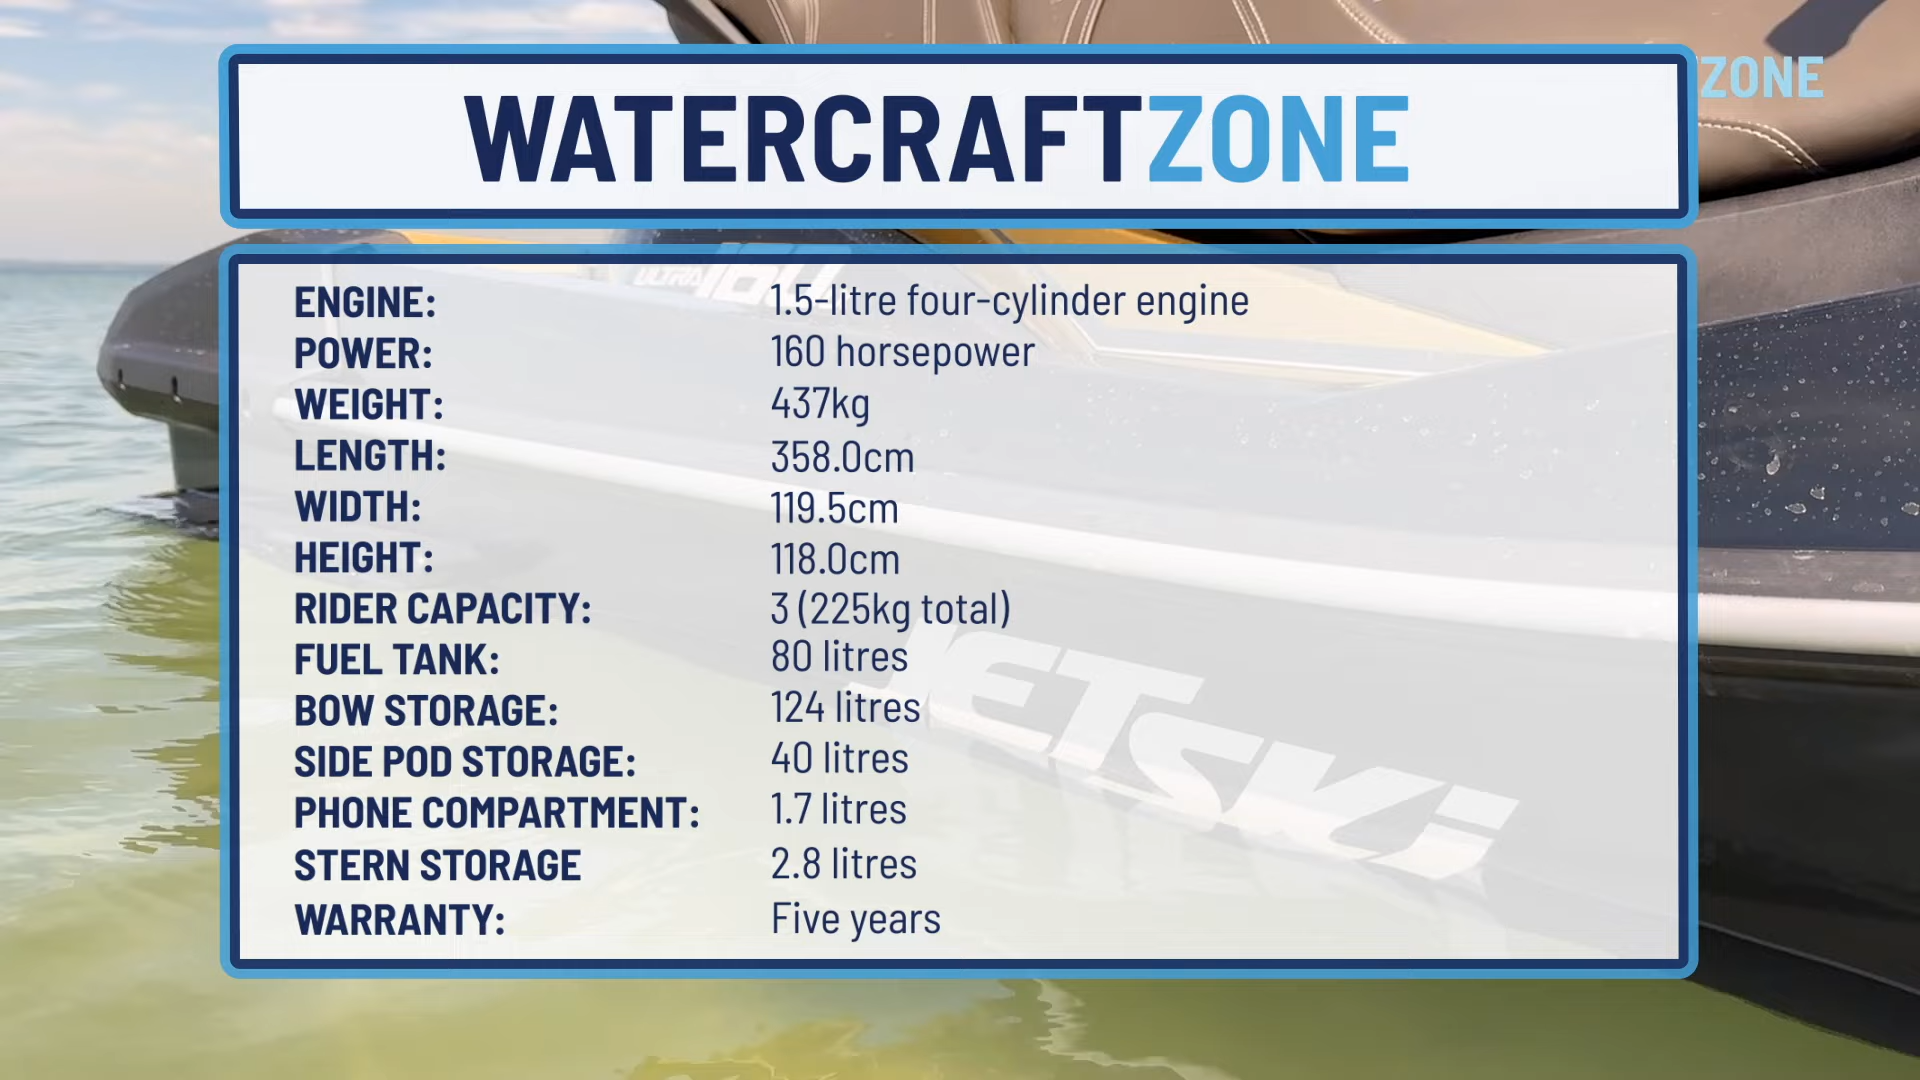 WATERCRAFTZONE
ZONE
ULTRA 160
ENGINE: 1.5-litre four-cylinder engine
POWER: 160 horsepower
WEIGHT: 437kg
LENGTH: 358.0cm
WIDTH: 119.5cm
HEIGHT: 118.0cm
RIDER CAPACITY: 3 (225kg total)
FUEL TANK: 80 litres
BOW STORAGE: 124 litres
SIDE POD STORAGE: 40 litres
PHONE COMPARTMENT: 1.7 litres
STERN STORAGE 2.8 litres
WARRANTY: Five years
JETSKI